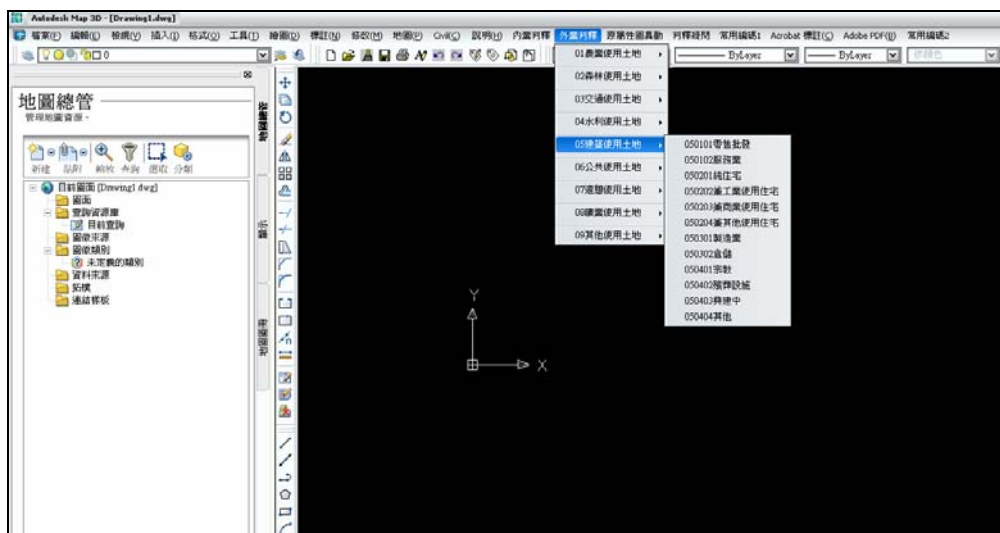 Autodesk Map 3D - [Drawing1.dwg]
檔案(F) 編輯(E) 檢視(V) 插入(I) 格式(O) 工具(T) 繪圖(D) 標註(N) 修改(M) 地圖(P) Civil(C) 說明(H) 內業判釋 外業判釋 原屬性圖異動 判釋疑問 常用編碼1 Acrobat 標註(C) Adobe PDF(B) 常用編碼2
0
ByLayer
ByLayer
依顏色
地圖總管
管理地圖資源。
新建 貼附 縮放 查詢 選取 分類
目前圖面 [Drawing1.dwg]
圖面
查詢資源庫
目前查詢
圖徵來源
圖徵類別
未定義的類別
資料來源
拓樸
連結樣板
01農業使用土地
02森林使用土地
03交通使用土地
04水利使用土地
05建築使用土地
06公共使用土地
07遊憩使用土地
08礦業使用土地
09其他使用土地
050101零售批發
050102服務業
050201純住宅
050202兼工業使用住宅
050203兼商業使用住宅
050204兼其他使用住宅
050301製造業
050302倉儲
050401宗教
050402殯葬設施
050403興建中
050404其他
Y
X